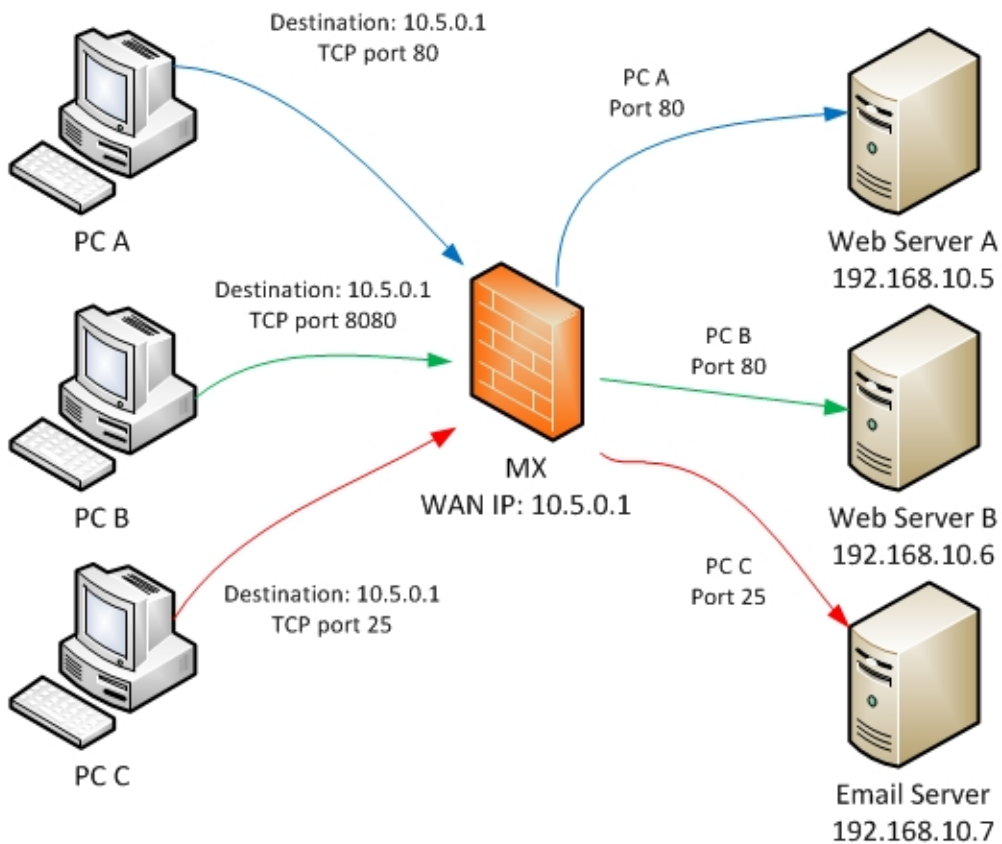 Destination: 10.5.0.1
TCP port 80
PC A
Port 80
PC A
Web Server A
192.168.10.5
Destination: 10.5.0.1
TCP port 8080
PC B
Port 80
MX
WAN IP: 10.5.0.1
PC B
Web Server B
192.168.10.6
Destination: 10.5.0.1
TCP port 25
PC C
Port 25
PC C
Email Server
192.168.10.7